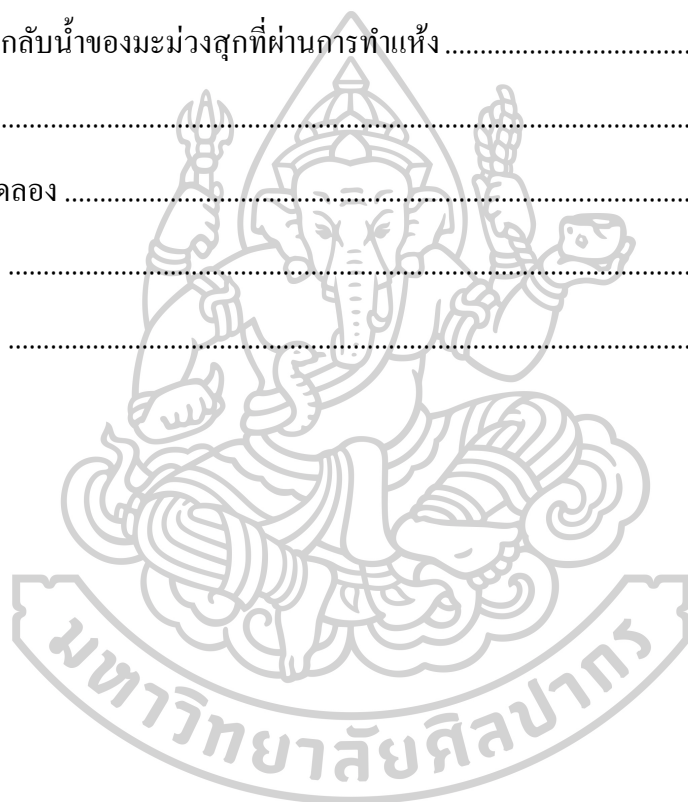 กลับน้ำของมะม่วงสุกที่ผ่านการทำแห้ง................................................
....................................................................................................................
ดลอง ..........................................................................................................
....................................................................................................................
....................................................................................................................
มหาวิทยาลัยศิลปากร